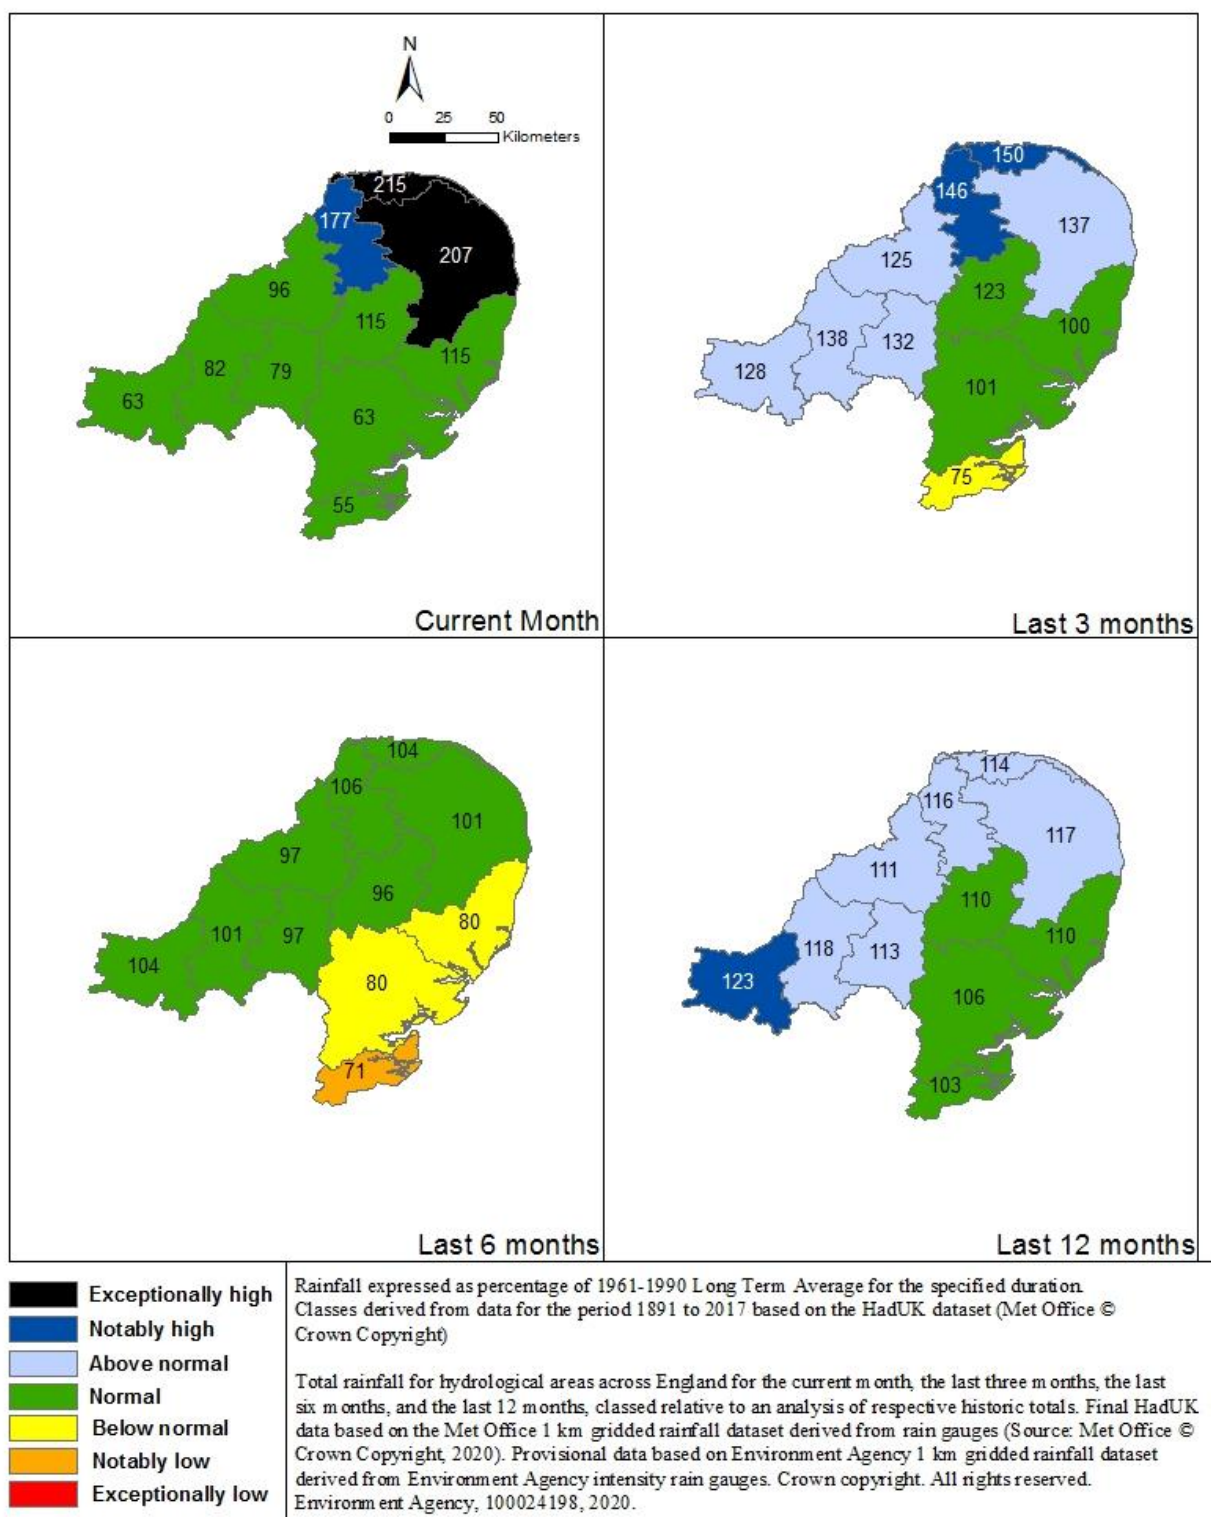 N
0 25 50
Kilometers
215
177
207
96
115
115
82
79
63
63
55
Current Month
150
146
137
125
123
100
138
132
128
101
75
Last 3 months
104
106
101
97
96
80
101
97
104
80
71
Last 6 months
114
116
117
111
110
110
118
113
123
106
103
Last 12 months
Exceptionally high
Notably high
Above normal
Normal
Below normal
Notably low
Exceptionally low
Rainfall expressed as percentage of 1961-1990 Long Term Average for the specified duration.
Classes derived from data for the period 1891 to 2017 based on the HadUK dataset (Met Office ©
Crown Copyright)
Total rainfall for hydrological areas across England for the current month, the last three months, the last
six months, and the last 12 months, classed relative to an analysis of respective historic totals. Final HadUK
data based on the Met Office 1 km gridded rainfall dataset derived from rain gauges (Source: Met Office ©
Crown Copyright, 2020). Provisional data based on Environment Agency 1 km gridded rainfall dataset
derived from Environment Agency intensity rain gauges. Crown copyright. All rights reserved.
Environment Agency, 100024198, 2020.